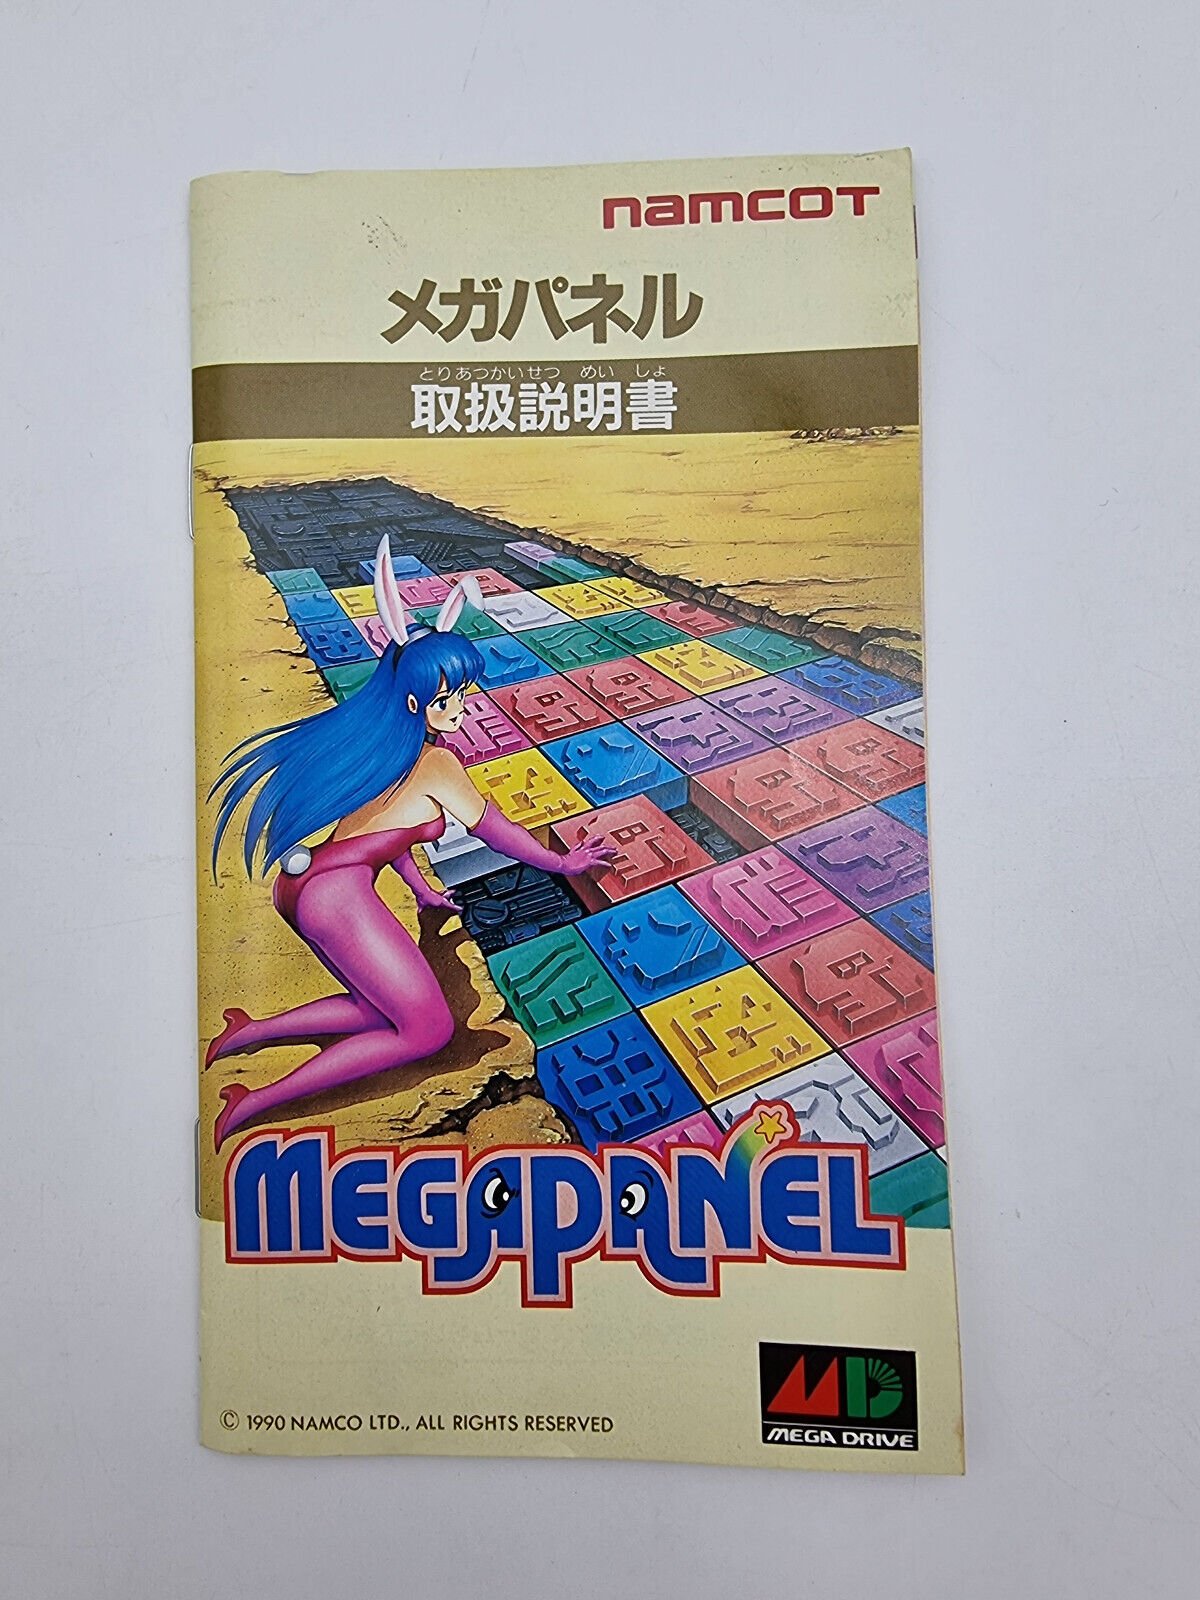 namcoT
メガパネル
とりあつかいせつ めい しょ
取扱説明書
MEGAPANEL
© 1990 NAMCO LTD., ALL RIGHTS RESERVED
MD
MEGA DRIVE